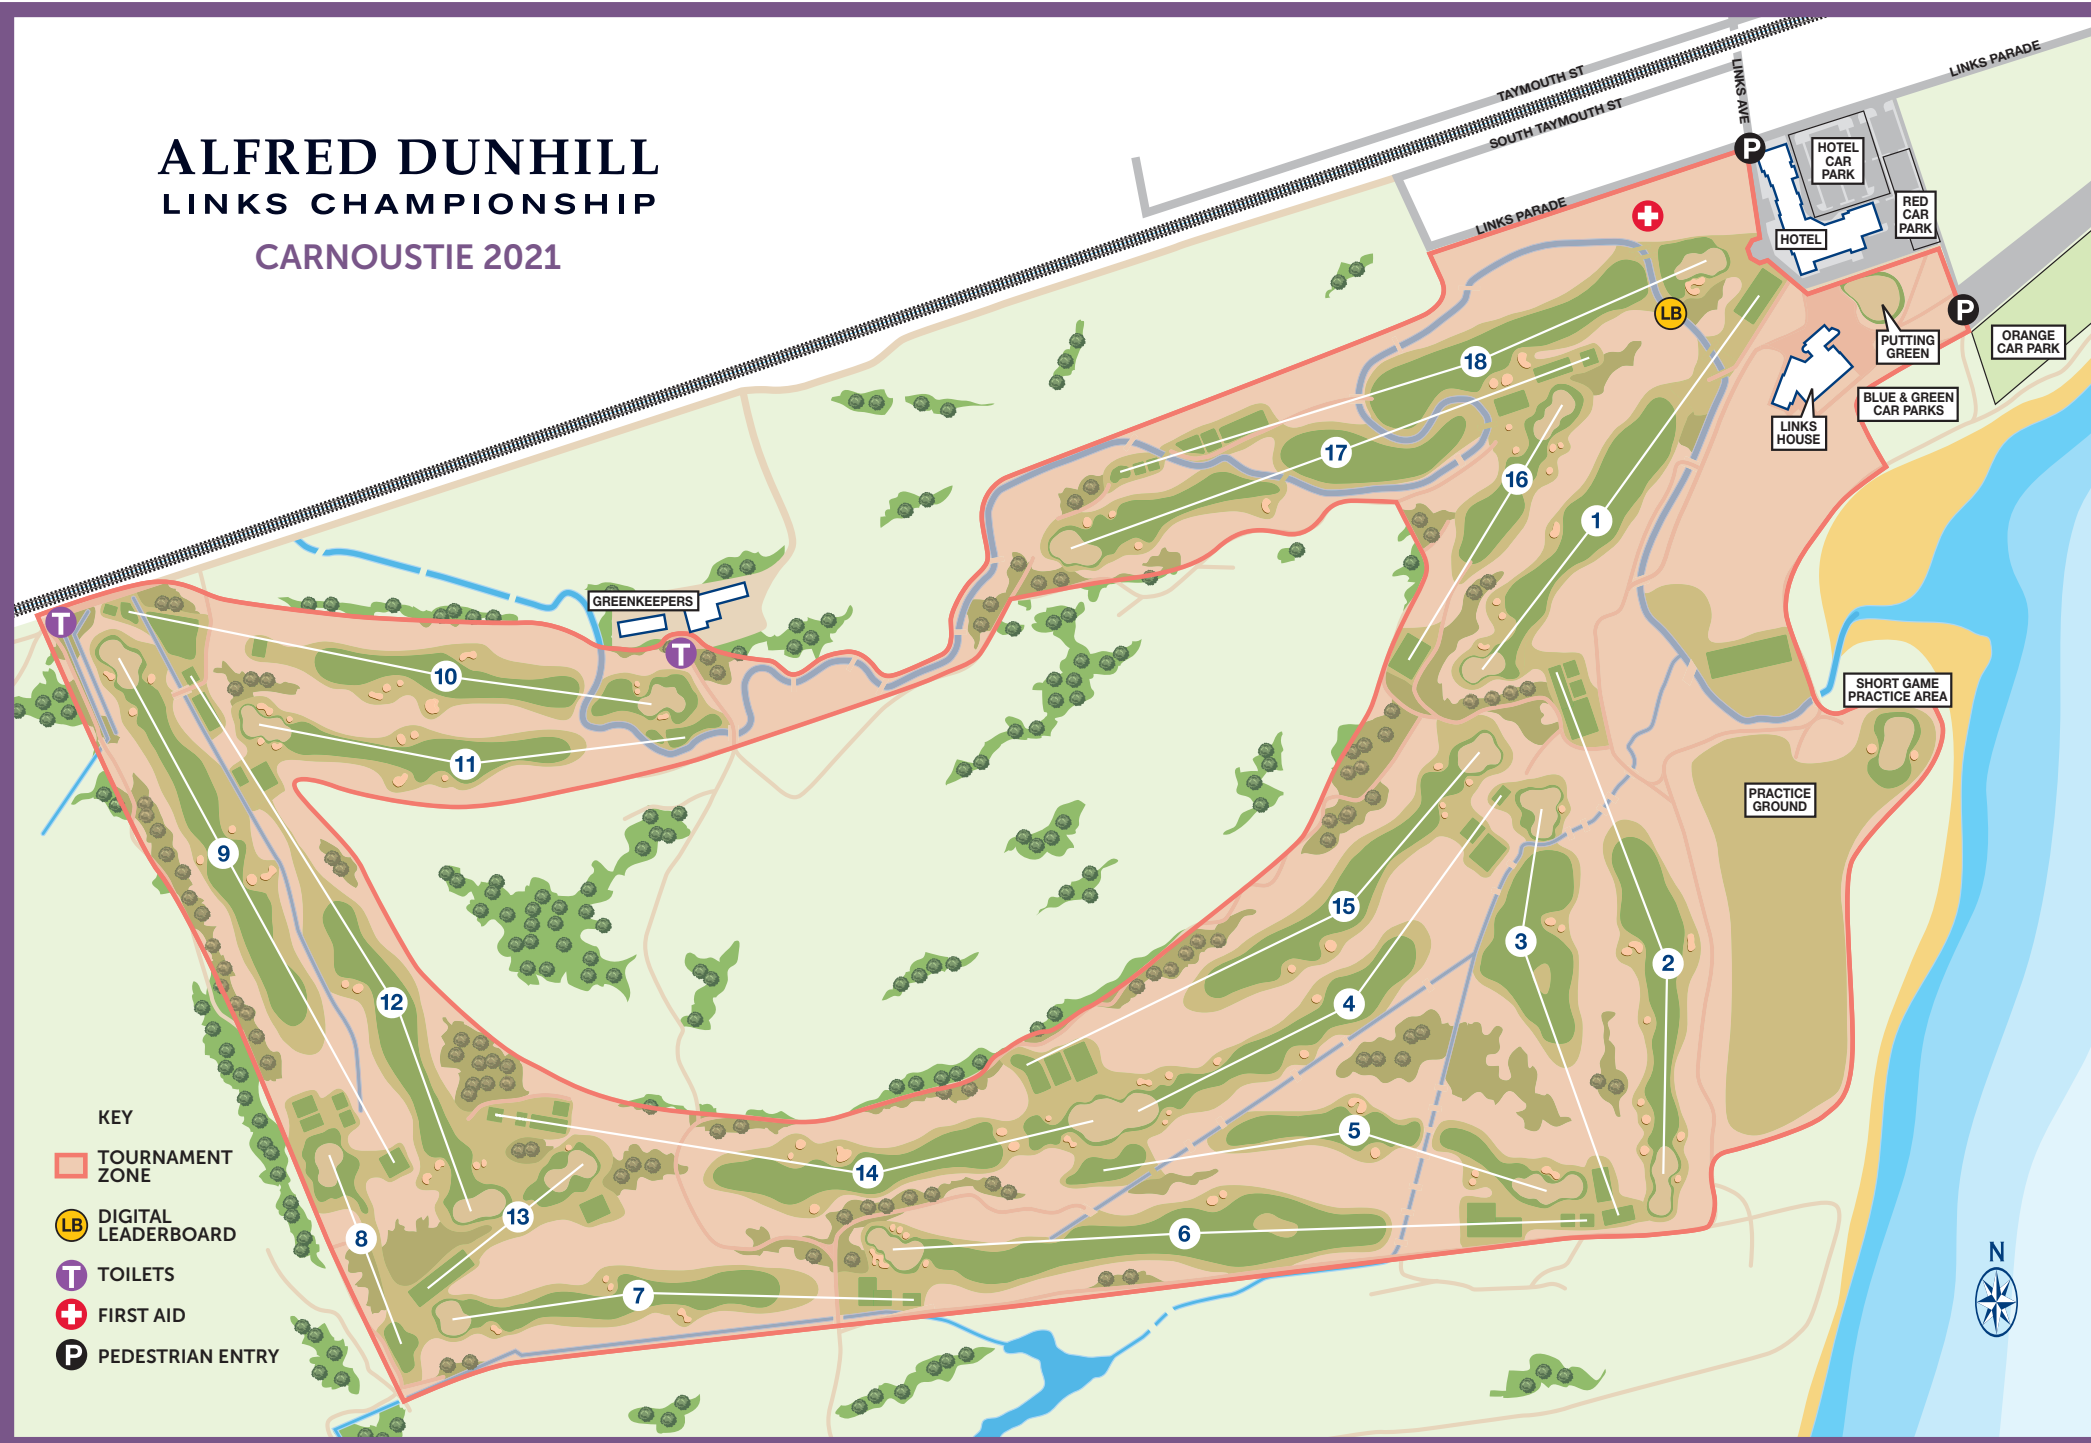 ALFRED DUNHILL
LINKS CHAMPIONSHIP
CARNOUSTIE 2021
TAYMOUTH ST
SOUTH TAYMOUTH ST
LINKS PARADE
LINKS AVE
LINKS PARADE
P
HOTEL
CAR
PARK
RED
CAR
PARK
HOTEL
P
LB
PUTTING
GREEN
ORANGE
CAR PARK
BLUE & GREEN
CAR PARKS
LINKS
HOUSE
18
17
16
1
GREENKEEPERS
T
T
10
11
SHORT GAME
PRACTICE AREA
PRACTICE
GROUND
9
15
3
2
12
4
5
14
13
6
8
7
KEY
TOURNAMENT
ZONE
LB DIGITAL
LEADERBOARD
T TOILETS
FIRST AID
P PEDESTRIAN ENTRY
N